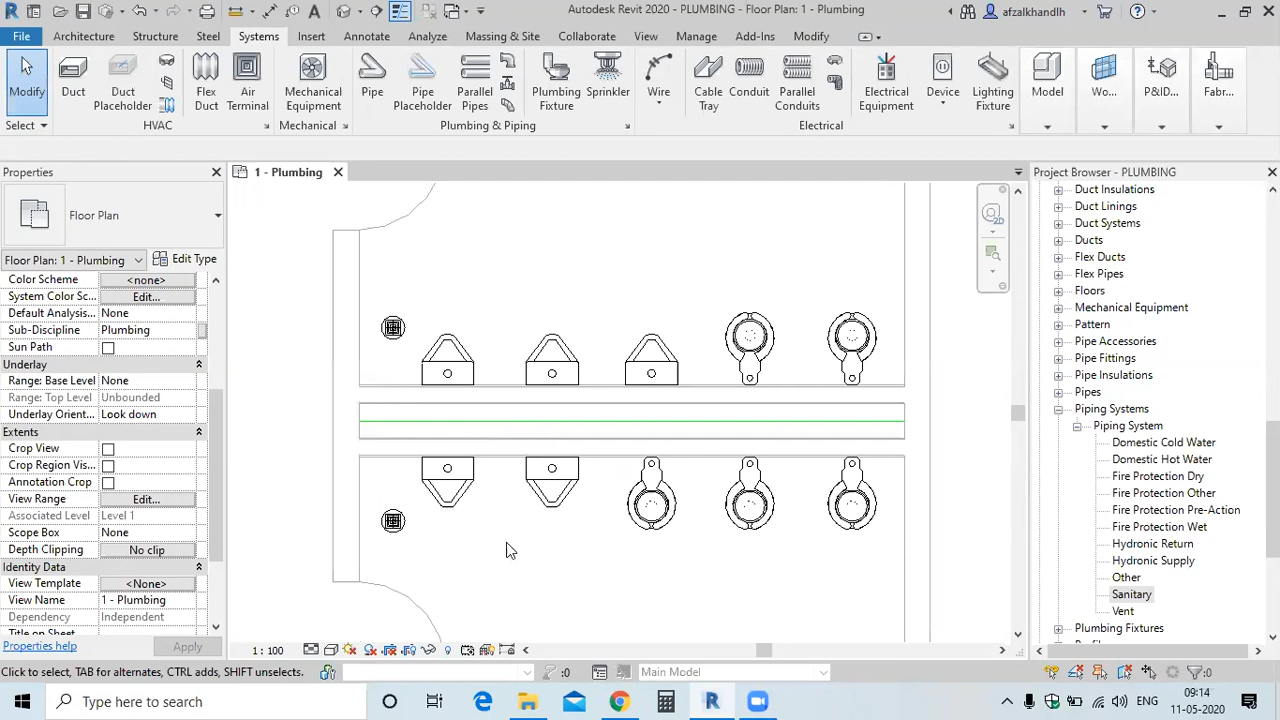 Autodesk Revit 2020 - PLUMBING - Floor Plan: 1 - Plumbing
afzalkhandlh
File Architecture Structure Steel Systems Insert Annotate Analyze Massing & Site Collaborate View Manage Add-Ins Modify
Modify Duct Duct Placeholder Flex Duct Air Terminal Mechanical Equipment Pipe Pipe Placeholder Parallel Pipes Plumbing Fixture Sprinkler Wire Cable Tray Conduit Parallel Conduits Electrical Equipment Device Lighting Fixture Model Wo... P&ID... Fabr...
Select HVAC Mechanical Plumbing & Piping Electrical
Properties
1 - Plumbing
Project Browser - PLUMBING
Floor Plan
Floor Plan: 1 - Plumbing Edit Type
Color Scheme <none>
System Color Sc... Edit...
Default Analysis... None
Sub-Discipline Plumbing
Sun Path
Underlay
Range: Base Level None
Range: Top Level Unbounded
Underlay Orient... Look down
Extents
Crop View
Crop Region Vis...
Annotation Crop
View Range Edit...
Associated Level Level 1
Scope Box None
Depth Clipping No clip
Identity Data
View Template <None>
View Name 1 - Plumbing
Dependency Independent
Title on Sheet
Properties help Apply
2D
Duct Insulations
Duct Linings
Duct Systems
Ducts
Flex Ducts
Flex Pipes
Floors
Mechanical Equipment
Pattern
Pipe Accessories
Pipe Fittings
Pipe Insulations
Pipes
Piping Systems
Piping System
Domestic Cold Water
Domestic Hot Water
Fire Protection Dry
Fire Protection Other
Fire Protection Pre-Action
Fire Protection Wet
Hydronic Return
Hydronic Supply
Other
Sanitary
Vent
Plumbing Fixtures
1 : 100
Click to select, TAB for alternates, CTRL adds, SHIFT unselects.
:0
Main Model
:0
Type here to search
ENG
09:14
11-05-2020